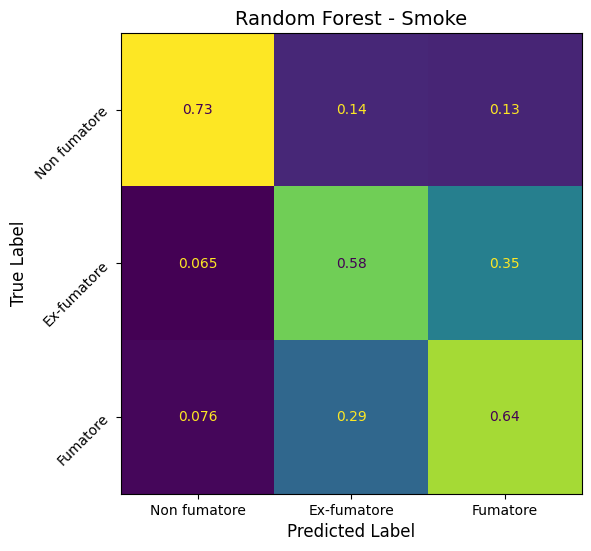 Random Forest - Smoke
True Label
Non fumatore
0.73 0.14 0.13
Ex-fumatore
0.065 0.58 0.35
Fumatore
0.076 0.29 0.64
Non fumatore Ex-fumatore Fumatore
Predicted Label